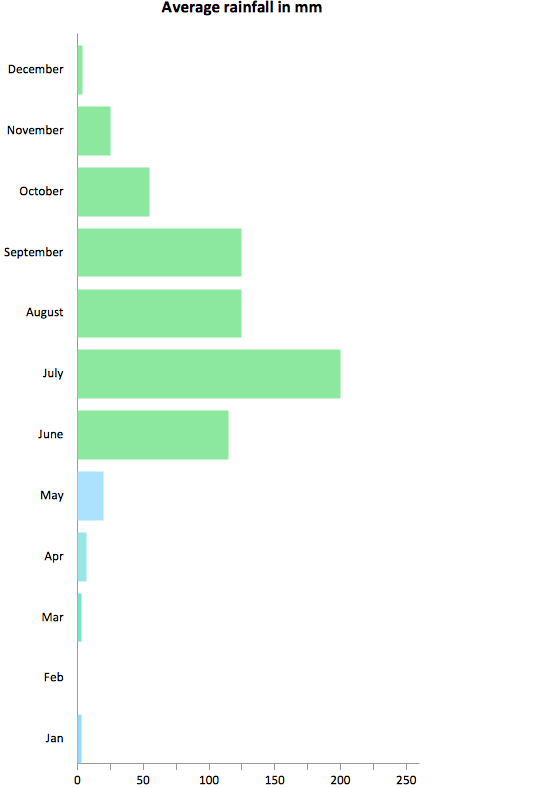 Average rainfall in mm
December
November
October
September
August
July
June
May
Apr
Mar
Feb
Jan
0 50 100 150 200 250